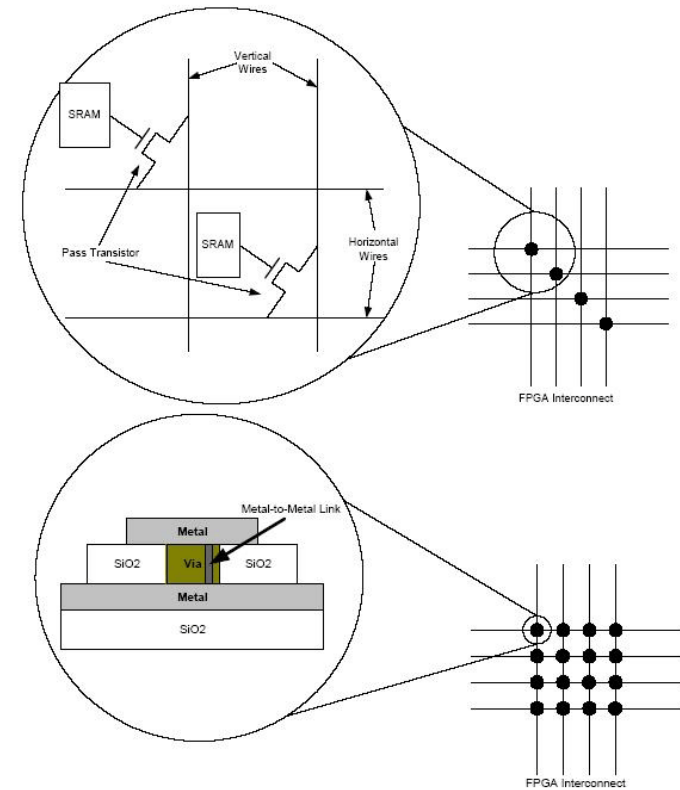 Vertical
Wires
SRAM
SRAM
Horizontal
Wires
Pass Transistor
FPGA Interconnect
Metal-to-Metal Link
Metal
SiO2
Via
SiO2
Metal
SiO2
FPGA Interconnect